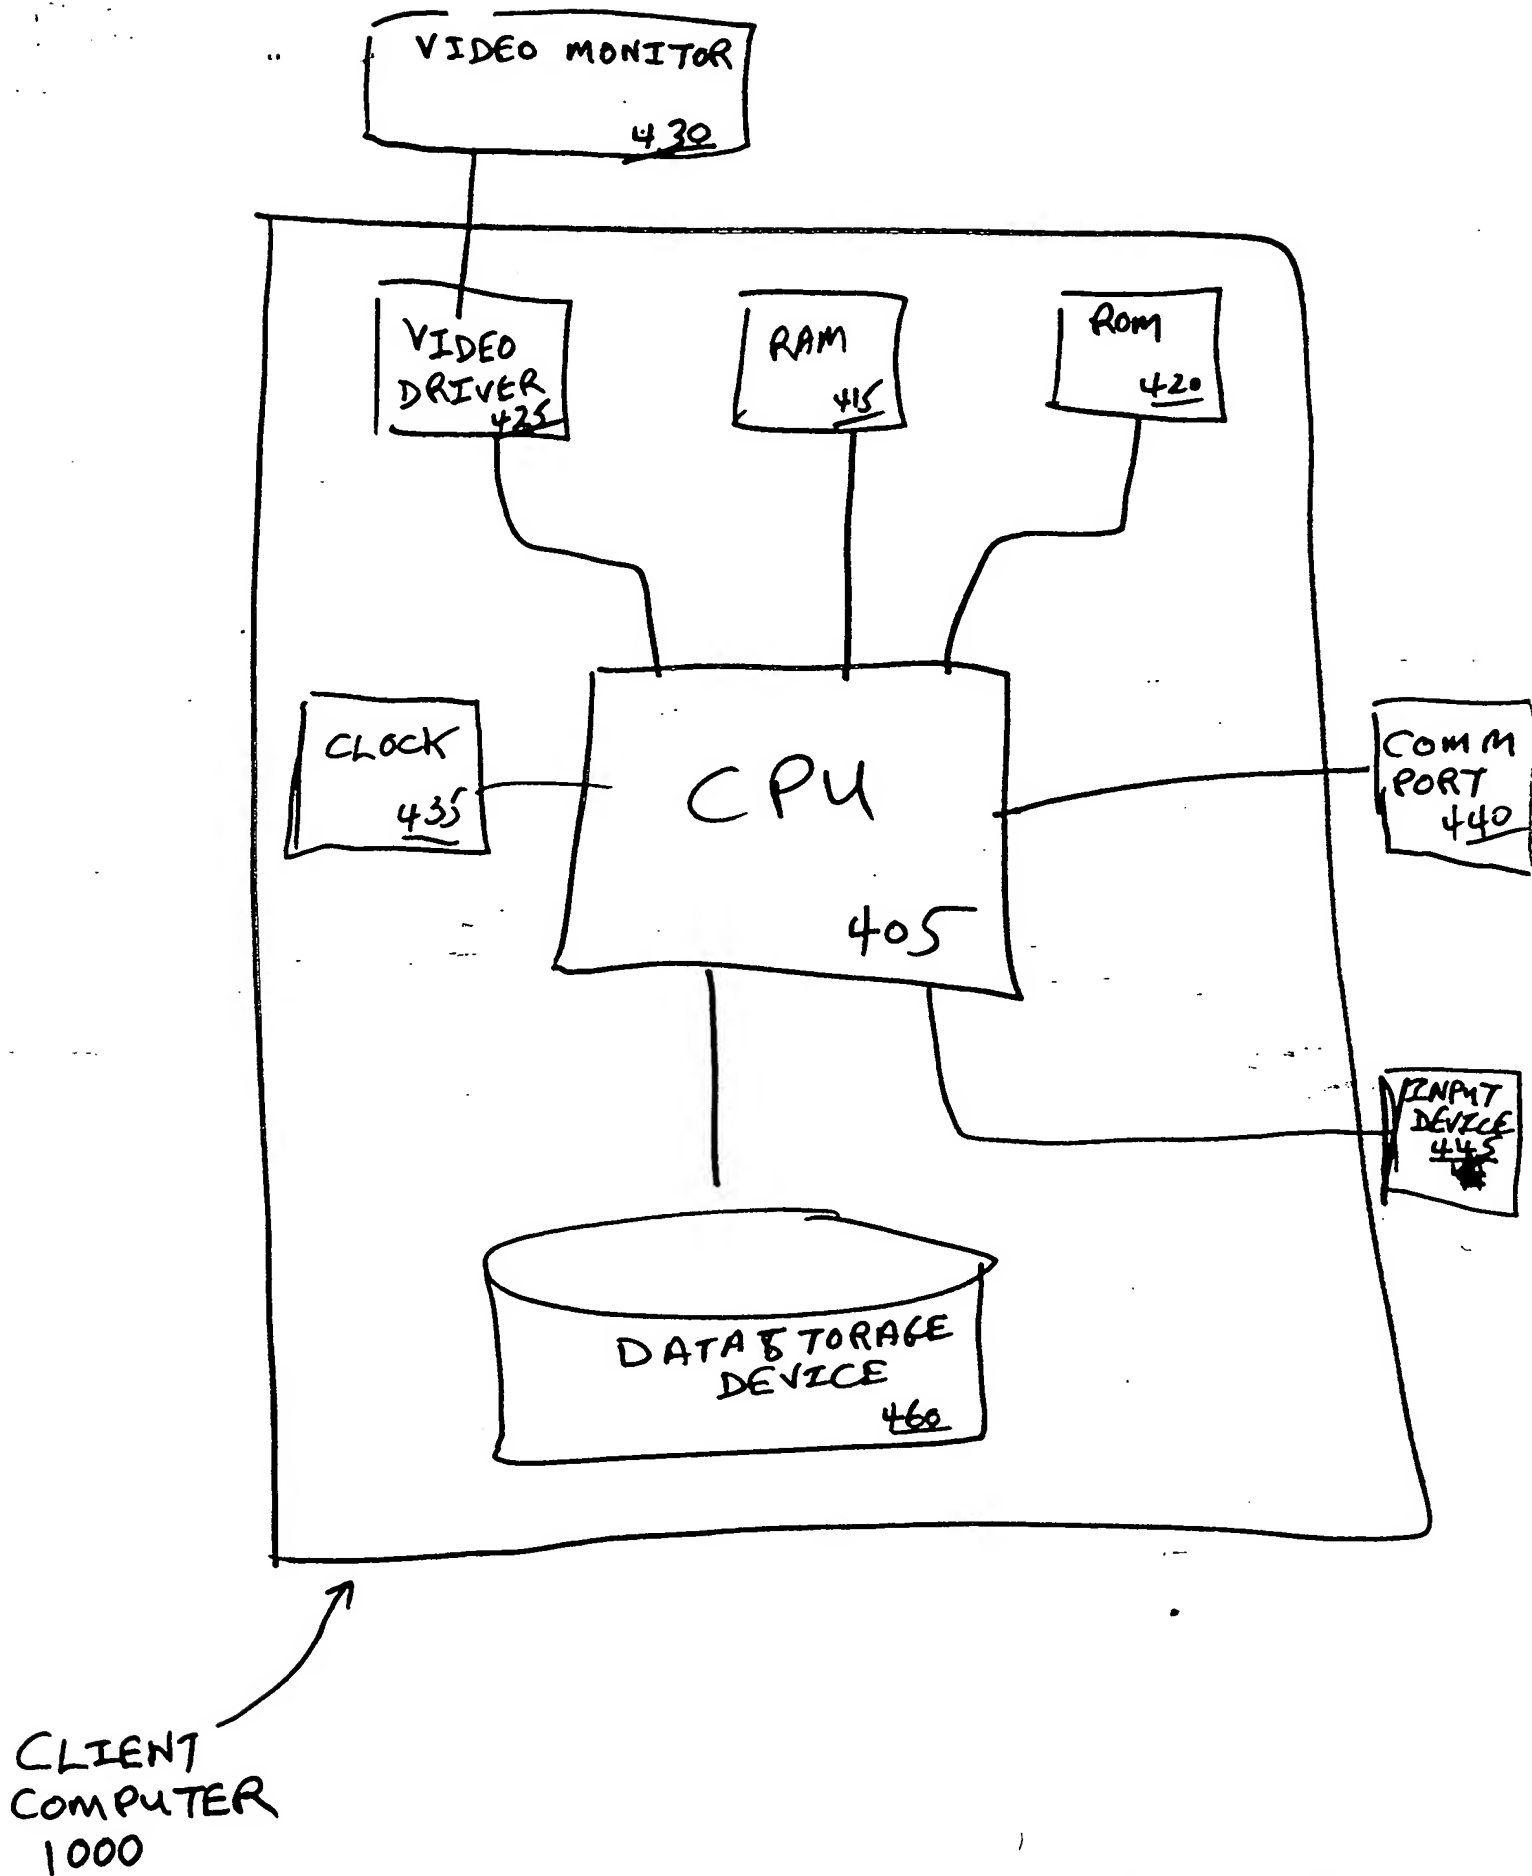 VIDEO MONITOR
430
VIDEO
DRIVER
425
RAM
415
ROM
420
CLOCK
435
CPU
405
COMM
PORT
440
INPUT
DEVICE
445
DATA STORAGE
DEVICE
460
CLIENT
COMPUTER
1000